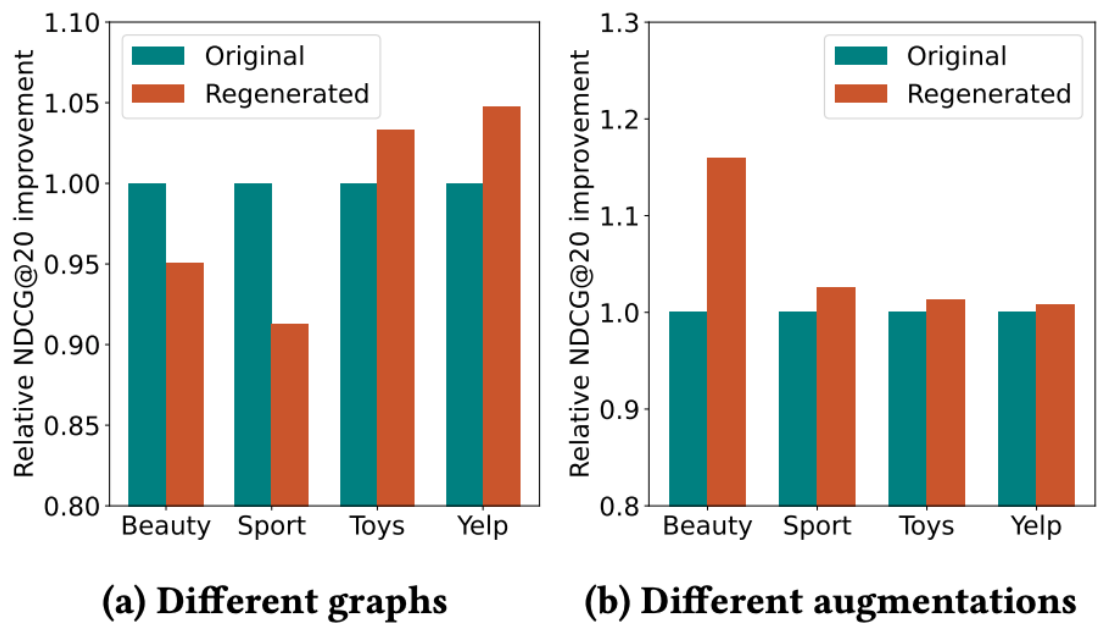 Relative NDCG@20 improvement
1.10
1.05
1.00
0.95
0.90
0.85
0.80
Original
Regenerated
Beauty Sport Toys Yelp
(a) Different graphs
Relative NDCG@20 improvement
1.3
1.2
1.1
1.0
0.9
0.8
Original
Regenerated
Beauty Sport Toys Yelp
(b) Different augmentations